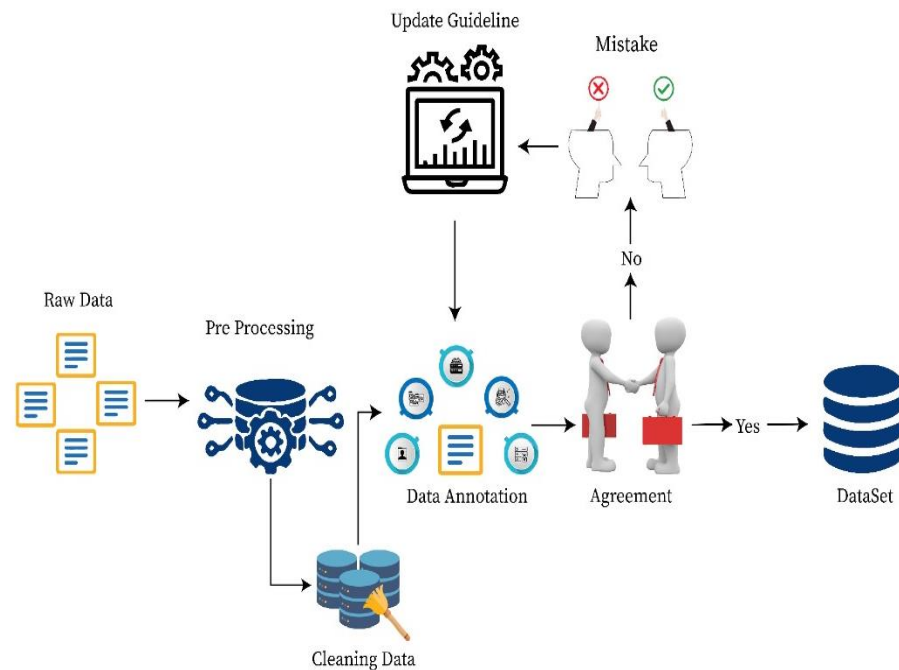 Update Guideline
Mistake
No
Raw Data
Pre Processing
Data Annotation
Agreement
Yes
DataSet
Cleaning Data